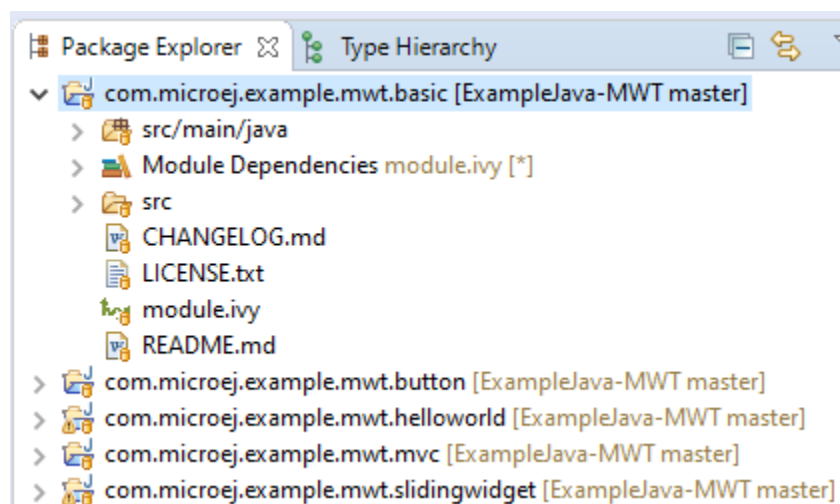 Package Explorer Type Hierarchy
com.microej.example.mwt.basic [ExampleJava-MWT master]
src/main/java
Module Dependencies module.ivy [*]
src
CHANGELOG.md
LICENSE.txt
module.ivy
README.md
com.microej.example.mwt.button [ExampleJava-MWT master]
com.microej.example.mwt.helloworld [ExampleJava-MWT master]
com.microej.example.mwt.mvc [ExampleJava-MWT master]
com.microej.example.mwt.slidingwidget [ExampleJava-MWT master]